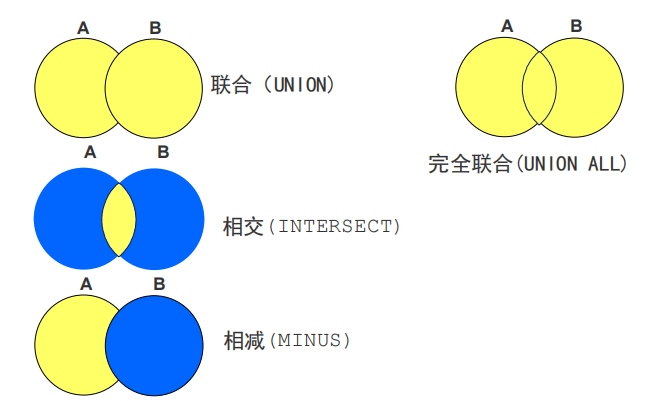 A B
联合（UNION)
A B
相交(INTERSECT)
A B
相减(MINUS)
A B
完全联合(UNION ALL)